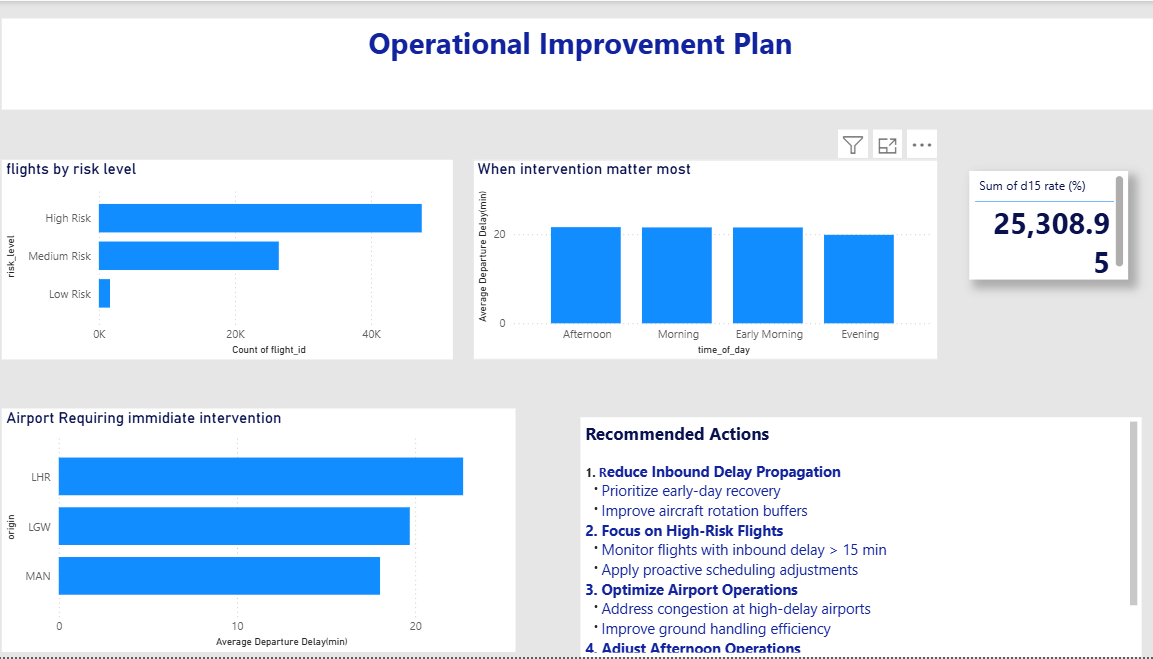 Operational Improvement Plan
flights by risk level
risk_level
High Risk
Medium Risk
Low Risk
0K
20K
40K
Count of flight_id
When intervention matter most
Average Departure Delay(min)
20
0
Afternoon
Morning
Early Morning
Evening
time_of_day
Sum of d15 rate (%)
25,308.9
5
Airport Requiring immidiate intervention
origin
LHR
LGW
MAN
0
10
20
Average Departure Delay(min)
Recommended Actions
1. Reduce Inbound Delay Propagation
• Prioritize early-day recovery
• Improve aircraft rotation buffers
2. Focus on High-Risk Flights
• Monitor flights with inbound delay > 15 min
• Apply proactive scheduling adjustments
3. Optimize Airport Operations
• Address congestion at high-delay airports
• Improve ground handling efficiency
4. Adjust Afternoon Operations